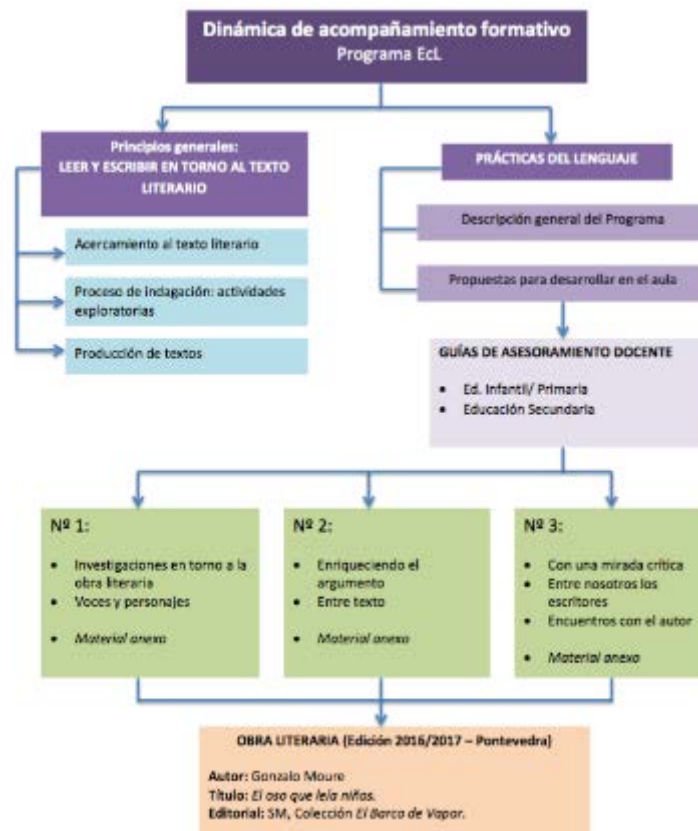 Dinámica de acompañamiento formativo
Programa EcL
Principios generales:
LEER Y ESCRIBIR EN TORNO AL TEXTO
LITERARIO
Acercamiento al texto literario
Proceso de indagación: actividades
exploratorias
Producción de textos
PRÁCTICAS DEL LENGUAJE
Descripción general del Programa
Propuestas para desarrollar en el aula
GUÍAS DE ASESORAMIENTO DOCENTE
• Ed. Infantil/ Primaria
• Educación Secundaria
Nº 1:
• Investigaciones en torno a la
obra literaria
• Voces y personajes
• Material anexo
Nº 2:
• Enriqueciendo el
argumento
• Entre texto
• Material anexo
Nº 3:
• Con una mirada crítica
• Entre nosotros los
escritores
• Encuentros con el autor
• Material anexo
OBRA LITERARIA (Edición 2016/2017 – Pontevedra)
Autor: Gonzalo Moure
Título: El oso que leía niños.
Editorial: SM, Colección El Barco de Vapor.